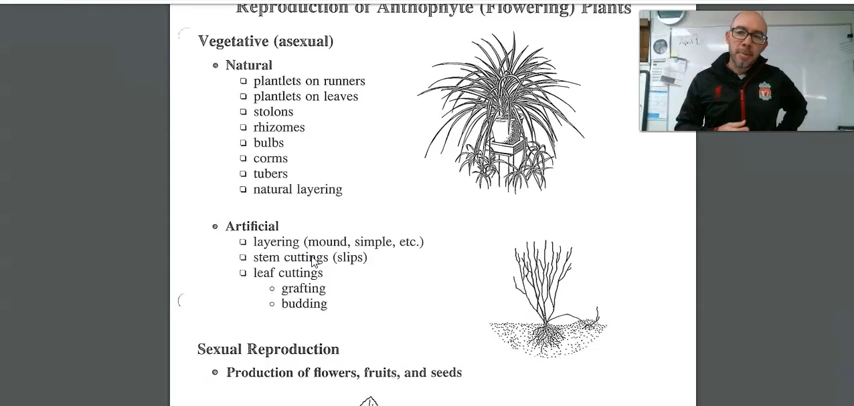 Reproduction of Anthophyte (Flowering) Plants
Vegetative (asexual)
Natural
plantlets on runners
plantlets on leaves
stolons
rhizomes
bulbs
corms
tubers
natural layering
Artificial
layering (mound, simple, etc.)
stem cuttings (slips)
leaf cuttings
grafting
budding
Sexual Reproduction
Production of flowers, fruits, and seeds